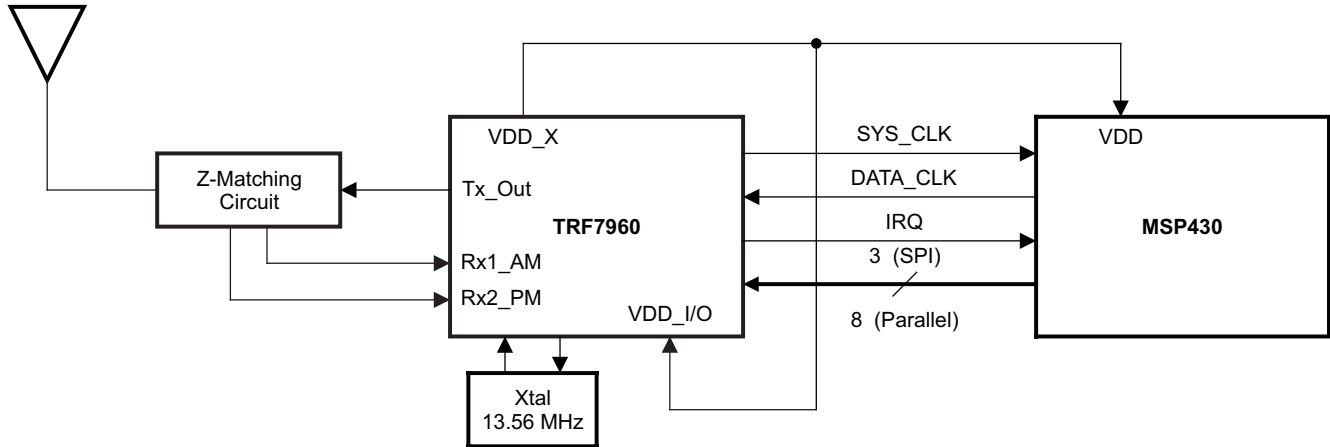 VDD_X
SYS_CLK
VDD
Z-Matching
Circuit
Tx_Out
DATA_CLK
TRF7960
IRQ
MSP430
Rx1_AM
3 (SPI)
Rx2_PM
VDD_I/O
8 (Parallel)
Xtal
13.56 MHz